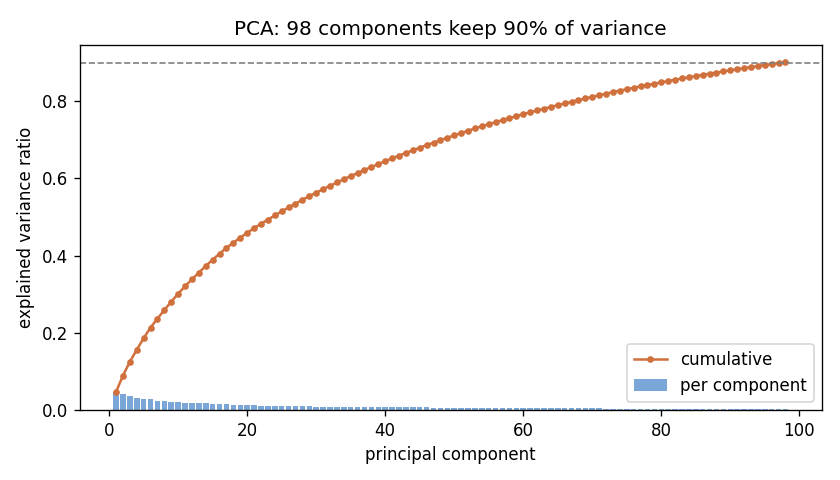 PCA: 98 components keep 90% of variance
explained variance ratio
0.8
0.6
0.4
0.2
0.0
0 20 40 60 80 100
principal component
cumulative
per component